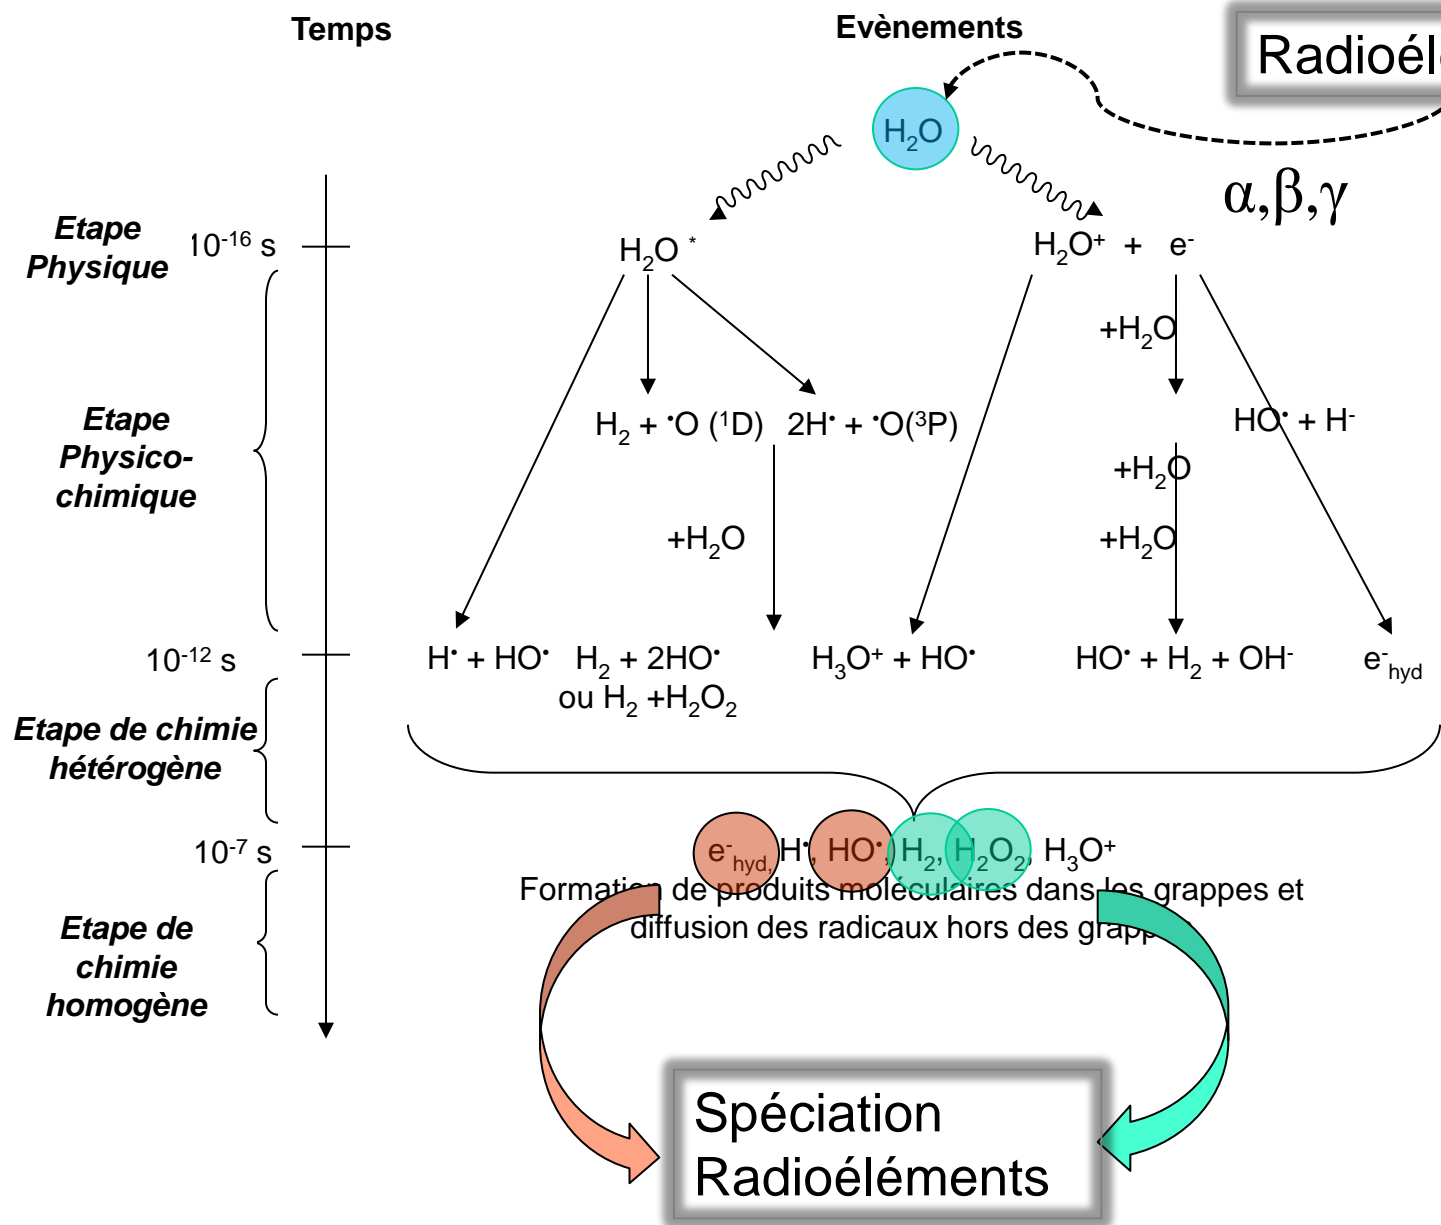 Temps
Evènements
Radioél
H₂O
α,β,γ
Etape
Physique
10⁻¹⁶ s
H₂O *
H₂O⁺ + e⁻
+H₂O
Etape
Physico-
chimique
H₂ + •O (¹D)
2H• + •O(³P)
HO• + H⁻
+H₂O
+H₂O
+H₂O
10⁻¹² s
H• + HO•
H₂ + 2HO•
ou H₂ +H₂O₂
H₃O⁺ + HO•
HO• + H₂ + OH⁻
e⁻hyd
Etape de chimie
hétérogène
10⁻⁷ s
e⁻hyd, H•, HO•, H₂, H₂O₂, H₃O⁺
Formation de produits moléculaires dans les grappes et
diffusion des radicaux hors des grappes
Etape de
chimie
homogène
Spéciation
Radioéléments